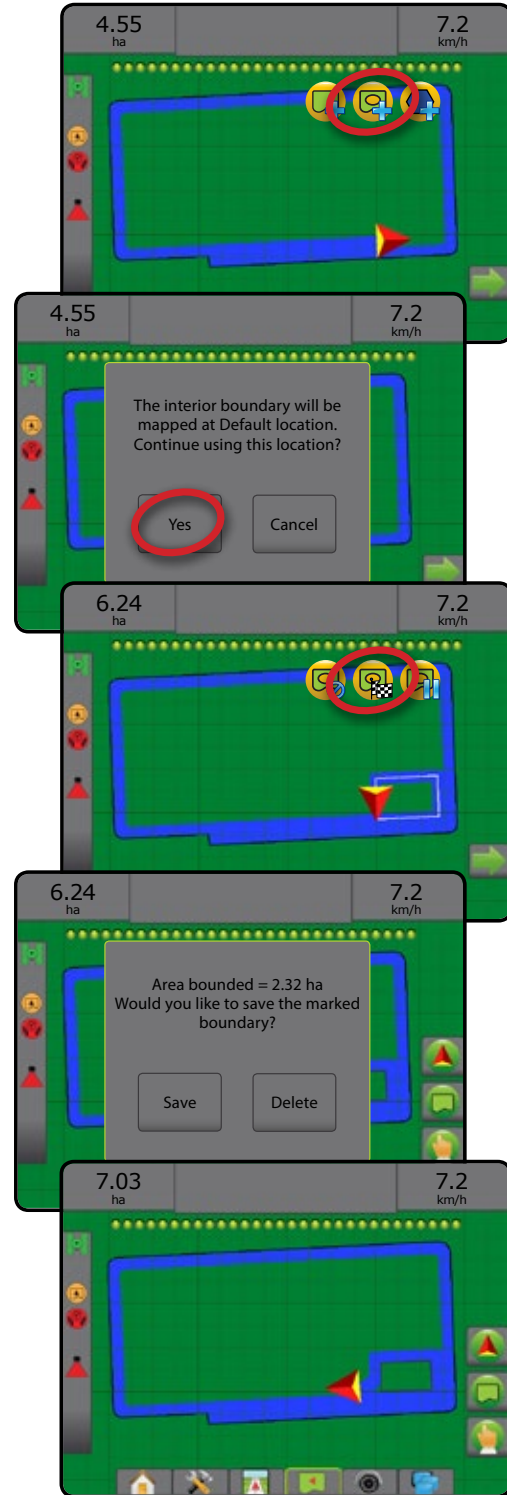 4.55 7.2
ha km/h
4.55 7.2
ha km/h
The interior boundary will be
mapped at Default location.
Continue using this location?
Yes Cancel
6.24 7.2
ha km/h
6.24 7.2
ha km/h
Area bounded = 2.32 ha
Would you like to save the marked
boundary?
Save Delete
7.03 7.2
ha km/h